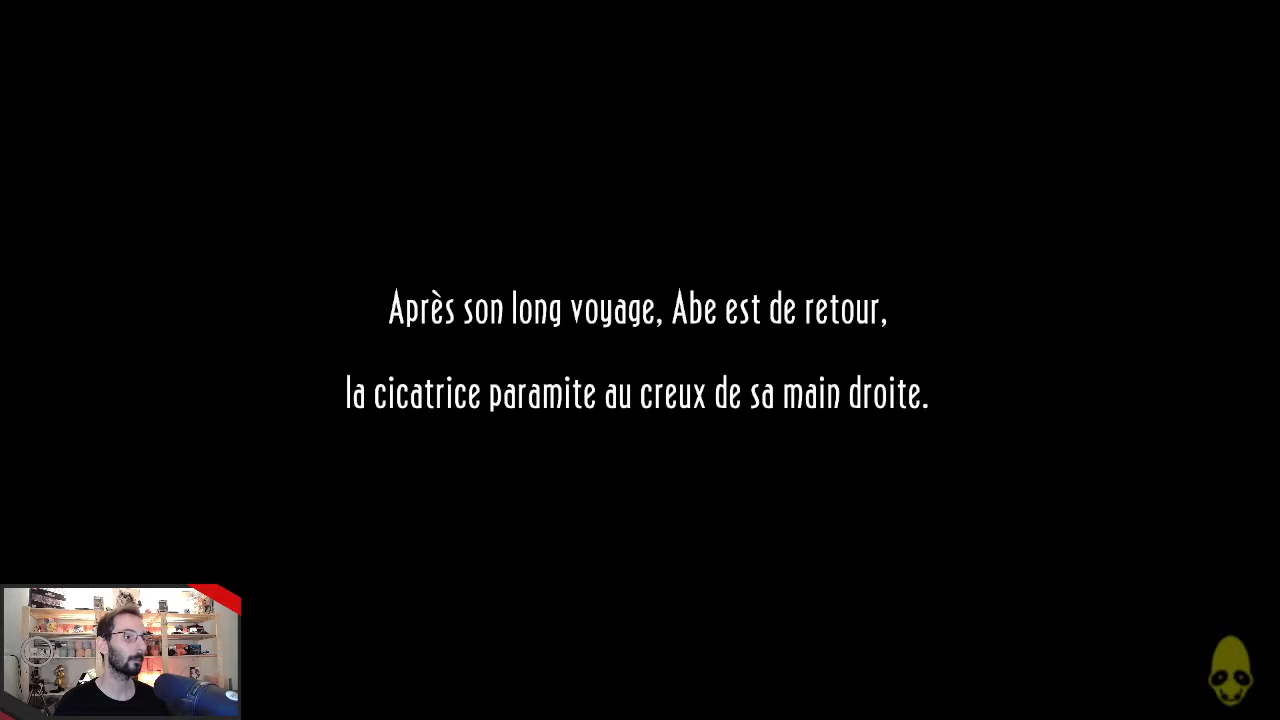 Après son long voyage, Abe est de retour,
la cicatrice paramite au creux de sa main droite.